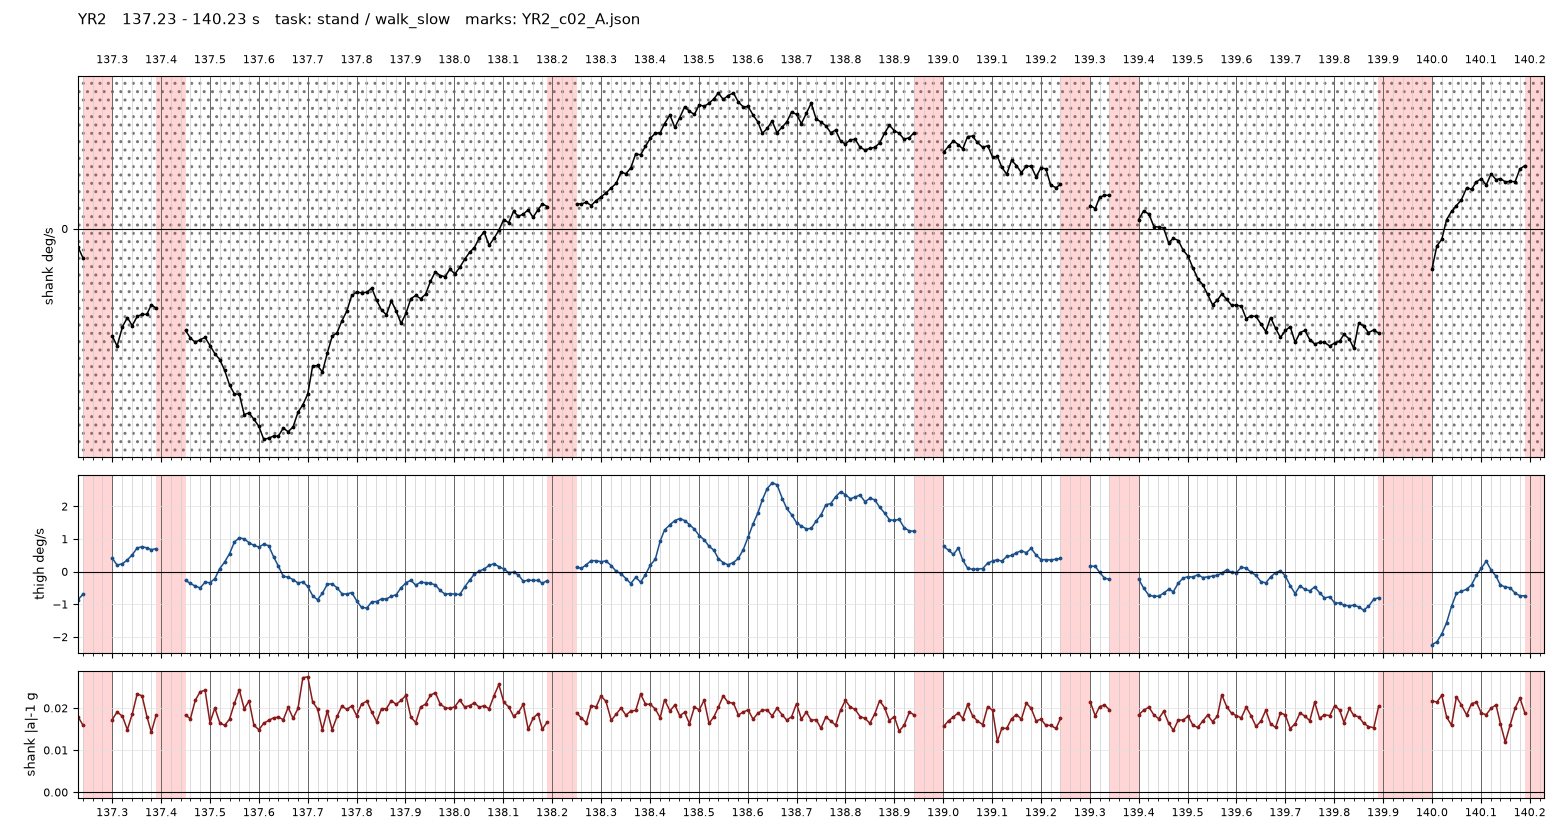 YR2   137.23 - 140.23 s   task: stand / walk_slow   marks: YR2_c02_A.json
137.3 137.4 137.5 137.6 137.7 137.8 137.9 138.0 138.1 138.2 138.3 138.4 138.5 138.6 138.7 138.8 138.9 139.0 139.1 139.2 139.3 139.4 139.5 139.6 139.7 139.8 139.9 140.0 140.1 140.2
shank deg/s
0
thigh deg/s
2
1
0
−1
−2
shank |a|-1 g
0.02
0.01
0.00
137.3 137.4 137.5 137.6 137.7 137.8 137.9 138.0 138.1 138.2 138.3 138.4 138.5 138.6 138.7 138.8 138.9 139.0 139.1 139.2 139.3 139.4 139.5 139.6 139.7 139.8 139.9 140.0 140.1 140.2